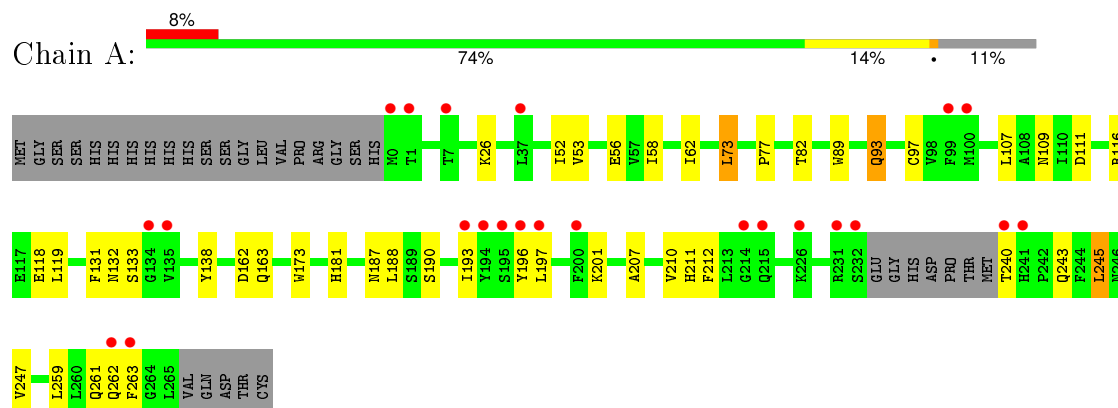 Chain A:
8%
74% 14% • 11%
MET GLY SER SER HIS HIS HIS HIS HIS HIS HIS SER SER GLY LEU VAL PRO ARG GLY SER HIS M0 T1 T7 K26 L37 I52 V53 E56 V57 I58 I62 L73 P77 T82 W89 Q93 C97 V98 F99 M100 L107 A108 N109 I110 D111 R116
E117 E118 L119 F131 N132 S133 G134 V135 Y138 D162 Q163 W173 H181 N187 L188 S189 S190 I193 Y194 S195 Y196 L197 F200 K201 A207 V210 H211 F212 L213 G214 Q215 K226 R231 S232 GLU GLY HIS ASP PRO THR MET T240 H241 P242 Q243 F244 L245 N246
V247 L259 L260 Q261 Q262 F263 G264 L265 VAL GLN ASP THR CYS